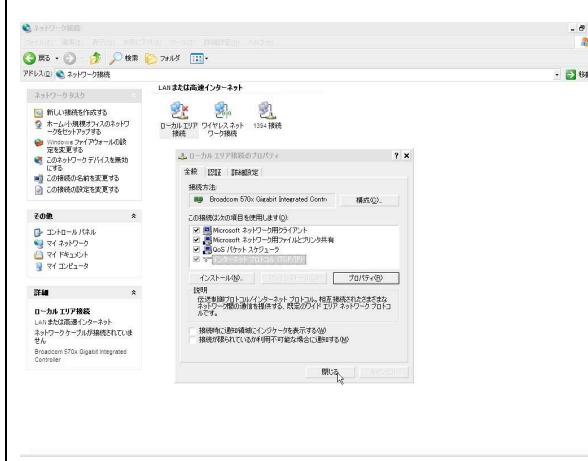 ネットワーク接続
戻る
検索
フォルダ
アドレス(D)
ネットワーク接続
移動
LAN または高速インターネット
ネットワーク タスク
新しい接続を作成する
ホーム/小規模オフィスのネットワ
ークをセットアップする
Windows ファイアウォールの設
定を変更する
このネットワーク デバイスを無効
にする
この接続の名前を変更する
この接続の設定を変更する
その他
コントロール パネル
マイ ネットワーク
マイ ドキュメント
マイ コンピュータ
詳細
ローカル エリア接続
LAN または高速インターネット
ネットワーク ケーブルが接続されていま
せん
Broadcom 570x Gigabit Integrated
Controller
ローカル エリア
接続
ワイヤレス ネット
ワーク接続
1394 接続
ローカル エリア接続のプロパティ
全般
認証
詳細設定
接続方法:
Broadcom 570x Gigabit Integrated Contro
構成(C)...
この接続は次の項目を使用します(O):
Microsoft ネットワーク用クライアント
Microsoft ネットワーク用ファイルとプリンタ共有
QoS パケット スケジューラ
インターネット プロトコル (TCP/IP)
インストール(N)...
プロパティ(R)
説明
伝送制御プロトコル/インターネット プロトコル。相互接続されたさまざまな
ネットワーク間の通信を提供する、既定のワイド エリア ネットワーク プロトコ
ルです。
接続時に通知領域にインジケータを表示する(W)
接続が限られているか利用不可能な場合に通知する(M)
閉じる
キャンセル